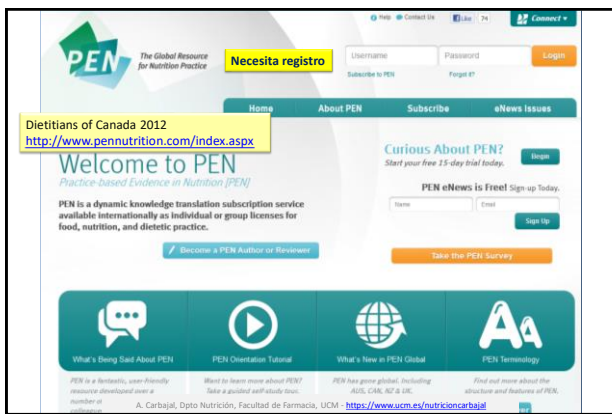 Help Contact Us Like 74 Connect
PEN
The Global Resource
for Nutrition Practice
Necesita registro
Username Password Login
Subscribe to PEN Forgot it?
Home About PEN Subscribe eNews Issues
Dietitians of Canada 2012
http://www.pennutrition.com/index.aspx
Welcome to PEN
Practice-based Evidence in Nutrition [PEN]
PEN is a dynamic knowledge translation subscription service
available internationally as individual or group licenses for
food, nutrition, and dietetic practice.
Become a PEN Author or Reviewer
Curious About PEN?
Start your free 15-day trial today.
Begin
PEN eNews is Free! Sign-up Today.
Name Email
Sign Up
Take the PEN Survey
What's Being Said About PEN
PEN Orientation Tutorial
What's New in PEN Global
Aa
PEN Terminology
PEN is a fantastic, user-friendly
resource developed over a
number
Want to learn more about PEN?
Take a guided self-study tour.
PEN has gone global. Including
AUS, CAN, NZ & UK.
Find out more about the
structure and features of PEN.
A. Carbajal, Dpto Nutrición, Facultad de Farmacia, UCM - https://www.ucm.es/nutricioncarbajal